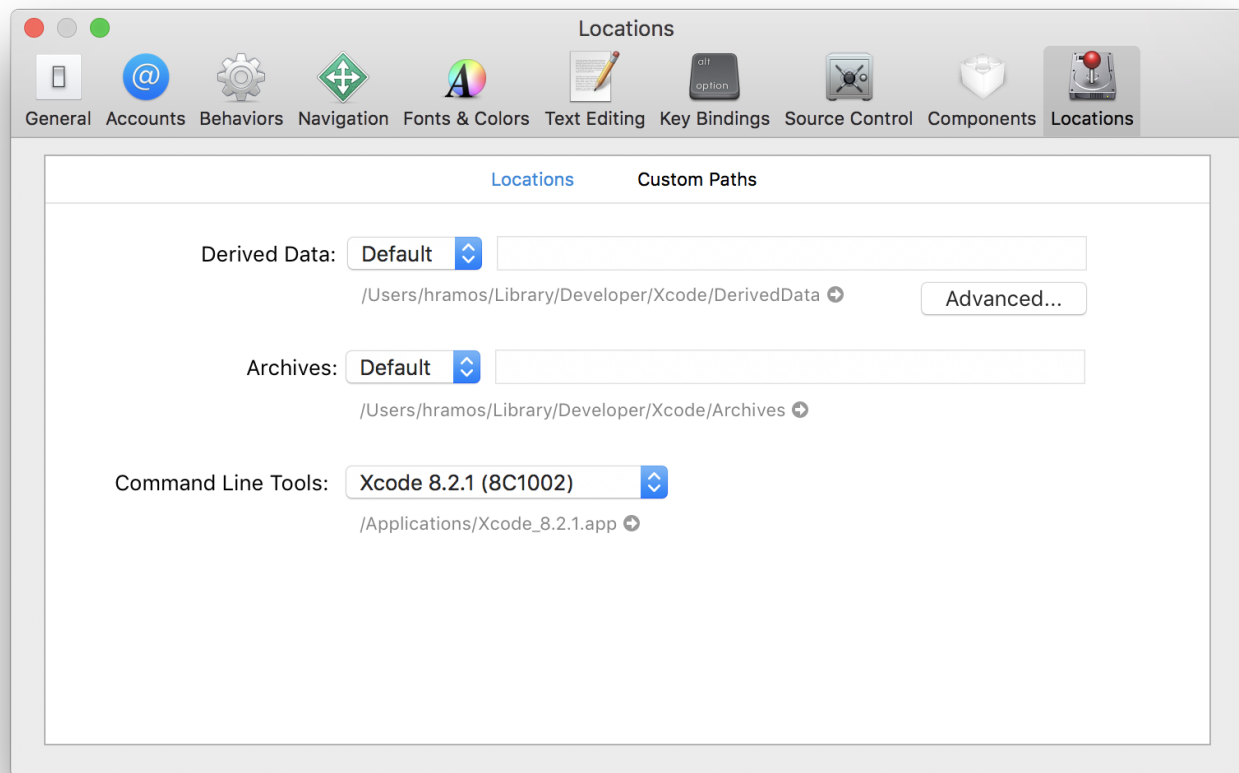 Locations
General Accounts Behaviors Navigation Fonts & Colors Text Editing alt option Key Bindings Source Control Components Locations
Locations Custom Paths
Derived Data: Default
/Users/hramos/Library/Developer/Xcode/DerivedData
Advanced...
Archives: Default
/Users/hramos/Library/Developer/Xcode/Archives
Command Line Tools: Xcode 8.2.1 (8C1002)
/Applications/Xcode_8.2.1.app